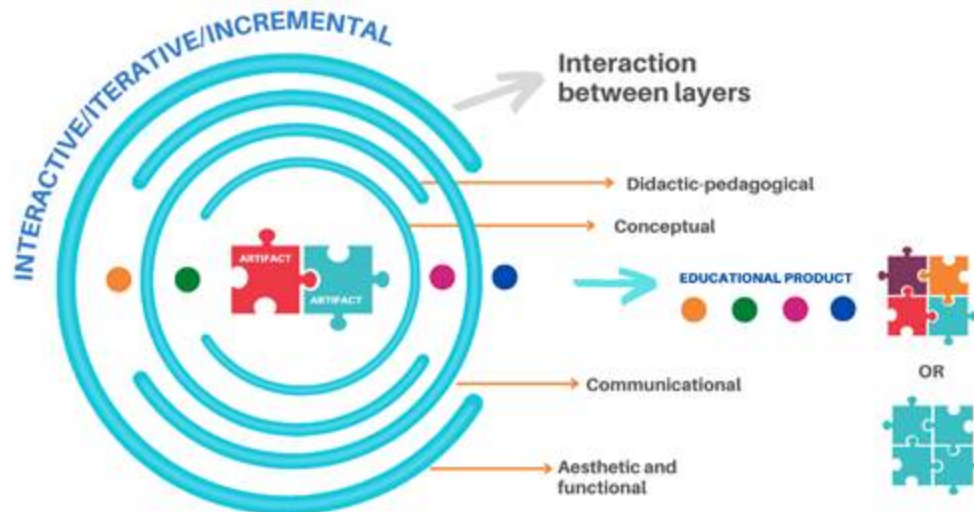 INTERACTIVE/ITERATIVE/INCREMENTAL
Interaction
between layers
Didactic-pedagogical
Conceptual
ARTIFACT
ARTIFACT
EDUCATIONAL PRODUCT
OR
Communicational
Aesthetic and
functional